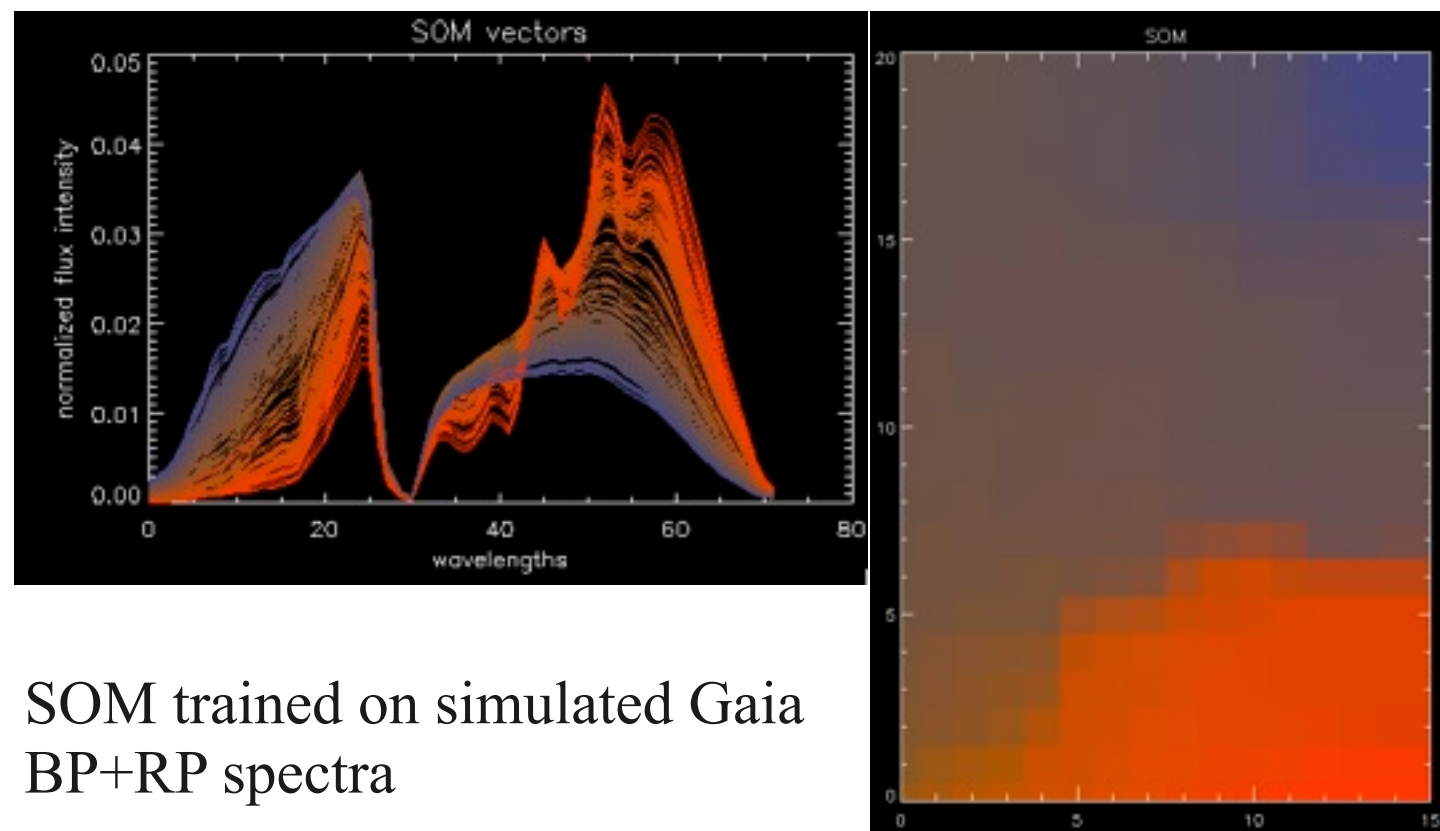 SOM vectors
0.05
0.04
0.03
0.02
0.01
0.00
normalized flux intensity
0 20 40 60 80
wavelengths
SOM
20
15
10
5
0
0 5 10 15
SOM trained on simulated Gaia
BP+RP spectra